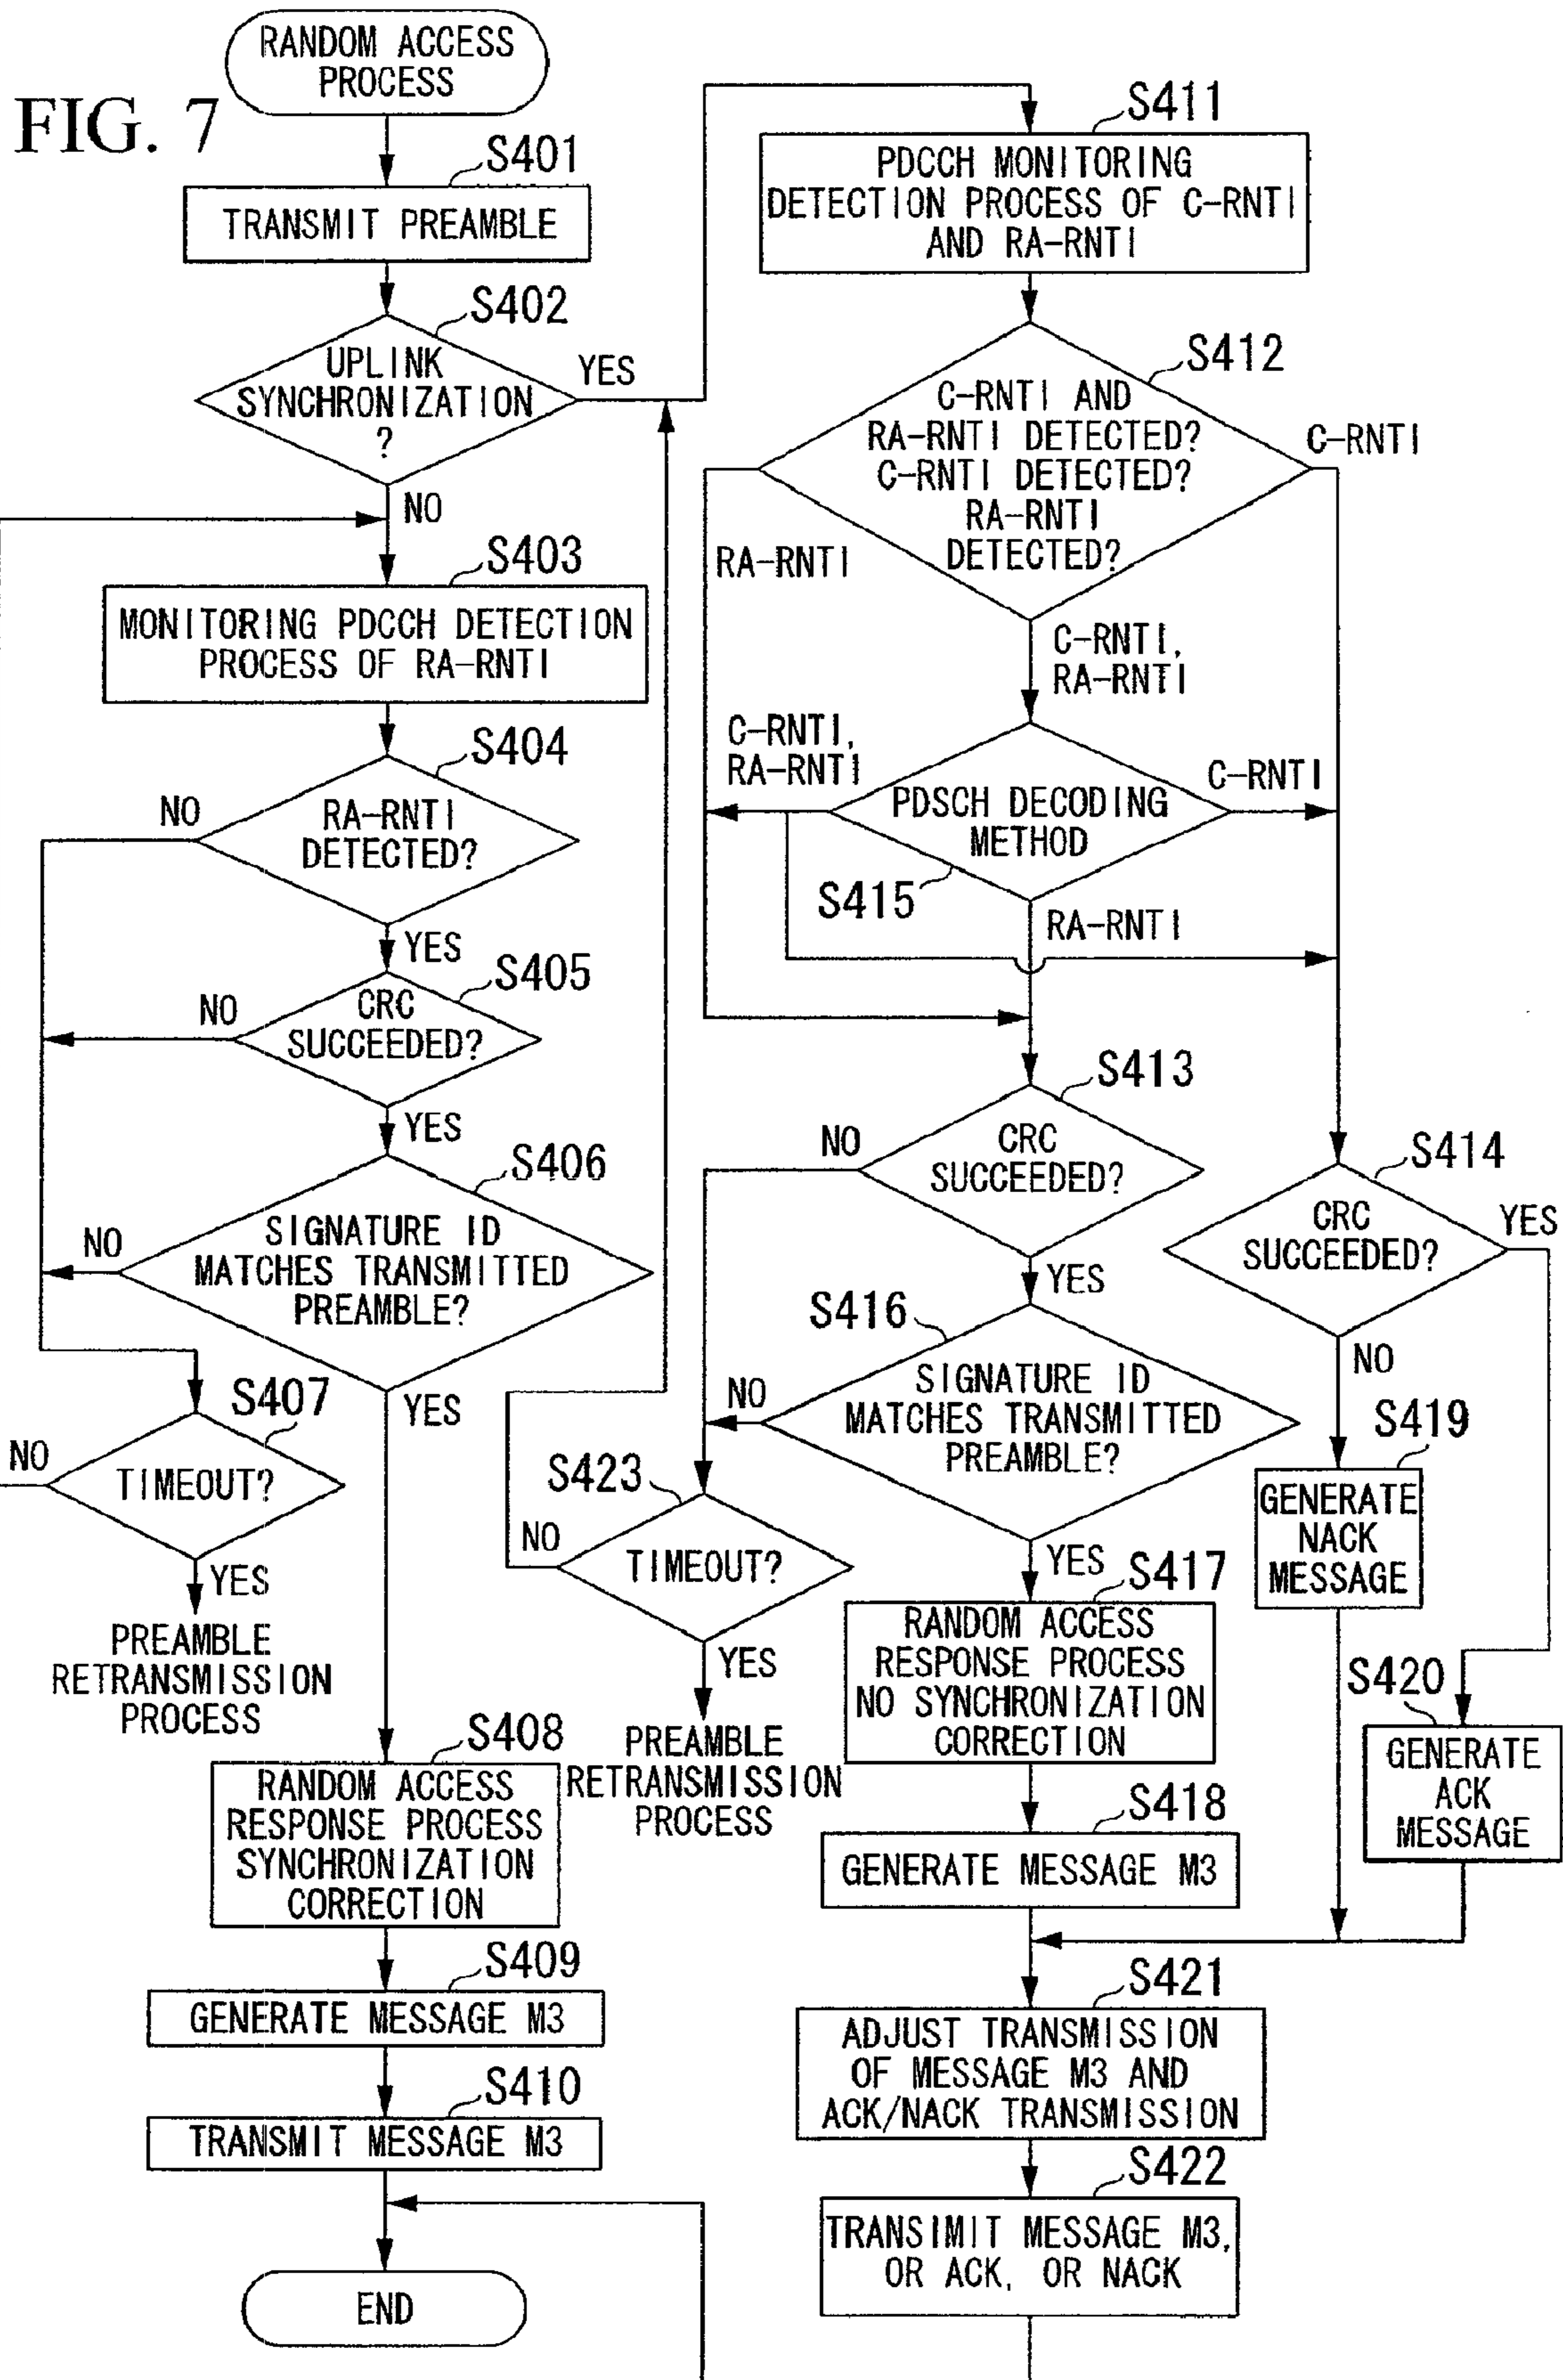 FIG. 7
RANDOM ACCESS
PROCESS
S401
TRANSMIT PREAMBLE
S402
UPLINK
SYNCHRONIZATION
?
YES
NO
S403
MONITORING PDCCH DETECTION
PROCESS OF RA-RNTI
S404
RA-RNTI
DETECTED?
NO
YES
S405
CRC
SUCCEEDED?
NO
YES
S406
SIGNATURE ID
MATCHES TRANSMITTED
PREAMBLE?
NO
YES
S407
TIMEOUT?
NO
YES
PREAMBLE
RETRANSMISSION
PROCESS
S408
RANDOM ACCESS
RESPONSE PROCESS
SYNCHRONIZATION
CORRECTION
S409
GENERATE MESSAGE M3
S410
TRANSMIT MESSAGE M3
END
S411
PDCCH MONITORING
DETECTION PROCESS OF C-RNTI
AND RA-RNTI
S412
C-RNTI AND
RA-RNTI DETECTED?
C-RNTI DETECTED?
RA-RNTI
DETECTED?
C-RNTI
RA-RNTI
C-RNTI,
RA-RNTI
C-RNTI,
RA-RNTI
PDSCH DECODING
METHOD
C-RNTI
S415
RA-RNTI
S413
CRC
SUCCEEDED?
NO
YES
S414
CRC
SUCCEEDED?
YES
NO
S416
SIGNATURE ID
MATCHES TRANSMITTED
PREAMBLE?
NO
YES
S423
TIMEOUT?
NO
YES
PREAMBLE
RETRANSMISSION
PROCESS
S417
RANDOM ACCESS
RESPONSE PROCESS
NO SYNCHRONIZATION
CORRECTION
S418
GENERATE MESSAGE M3
S419
GENERATE
NACK
MESSAGE
S420
GENERATE
ACK
MESSAGE
S421
ADJUST TRANSMISSION
OF MESSAGE M3 AND
ACK/NACK TRANSMISSION
S422
TRANSIMIT MESSAGE M3,
OR ACK, OR NACK